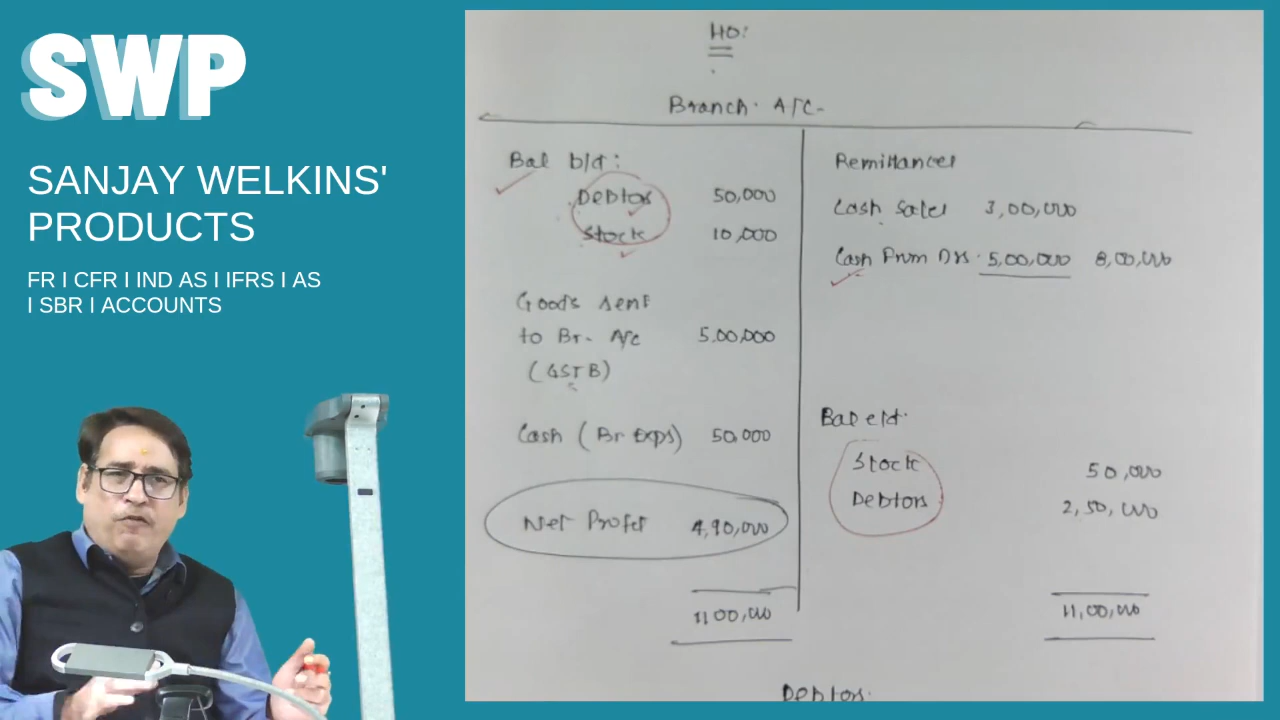 SWP
SANJAY WELKINS'
PRODUCTS
FR I CFR I IND AS I IFRS I AS
I SBR I ACCOUNTS
HO:
Branch. A/C-
Bal b/d:
Debtors 50,000
Stock 10,000
Goods sent
to Br. A/c 5,00,000
(GSTB)
Cash (Br Exps) 50,000
Net Profit 4,90,000
1100,000
Remittances
Cash Sales 3,00,000
Cash from Drs. 5,00,000 8,00,000
Bal c/d.
Stock 50,000
Debtors 2,50,000
11,00,000
Debtors.